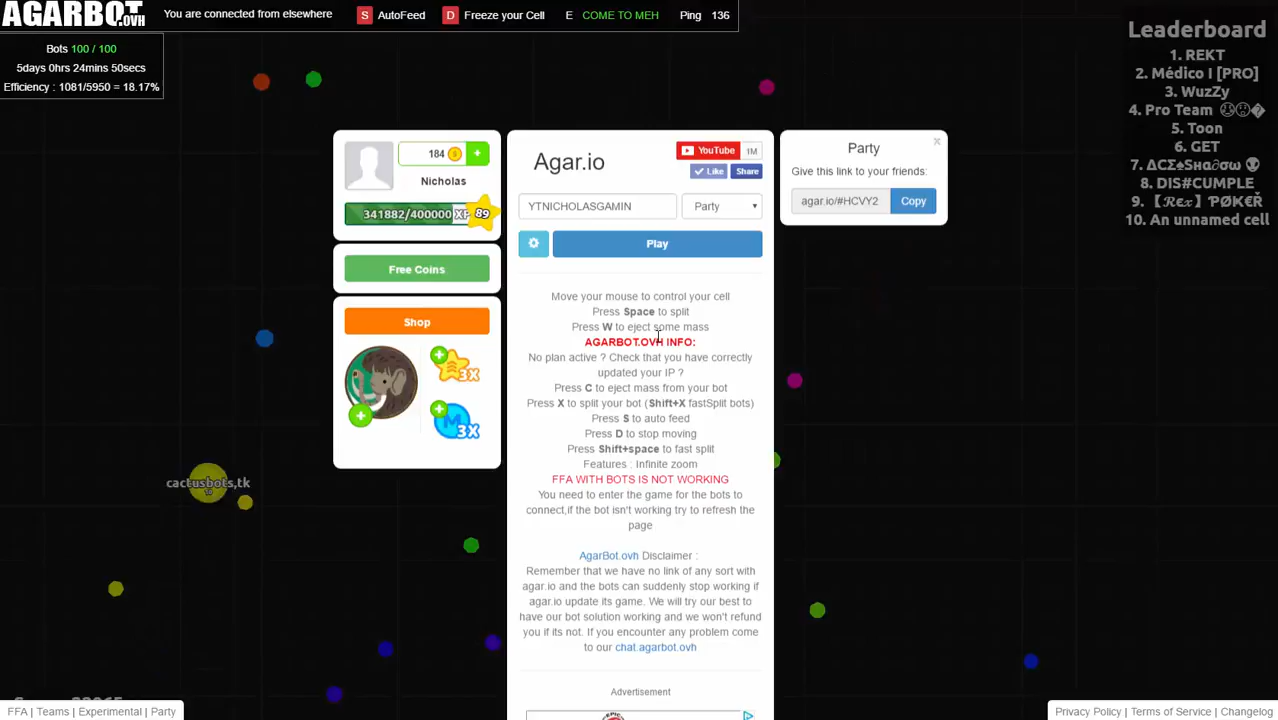 AGARBOT.OVH
You are connected from elsewhere
S AutoFeed
D Freeze your Cell
E COME TO MEH
Ping 136
Bots 100 / 100
5days 0hrs 24mins 50secs
Efficiency : 1081/5950 = 18.17%
184
Nicholas
341882/400000 XP 89
Free Coins
Shop
3X
M 3X
Agar.io
YouTube 1M
Like Share
YTNICHOLASGAMIN
Party
Play
Move your mouse to control your cell
Press Space to split
Press W to eject some mass
AGARBOT.OVH INFO:
No plan active ? Check that you have correctly
updated your IP ?
Press C to eject mass from your bot
Press X to split your bot (Shift+X fastSplit bots)
Press S to auto feed
Press D to stop moving
Press Shift+space to fast split
Features : Infinite zoom
FFA WITH BOTS IS NOT WORKING
You need to enter the game for the bots to
connect,if the bot isn't working try to refresh the
page
AgarBot.ovh Disclaimer :
Remember that we have no link of any sort with
agar.io and the bots can suddenly stop working if
agar.io update its game. We will try our best to
have our bot solution working and we won't refund
you if its not. If you encounter any problem come
to our chat.agarbot.ovh
Advertisement
Party
Give this link to your friends:
agar.io/#HCVY2
Copy
Leaderboard
1. REKT
2. Médico I [PRO]
3. WuzZy
4. Pro Team
5. Toon
6. GET
7. ΔCΣ♠Sнα∂σω
8. DIS#CUMPLE
9.
10. An unnamed cell
cactusbots,tk
FFA | Teams | Experimental | Party
Privacy Policy | Terms of Service | Changelog